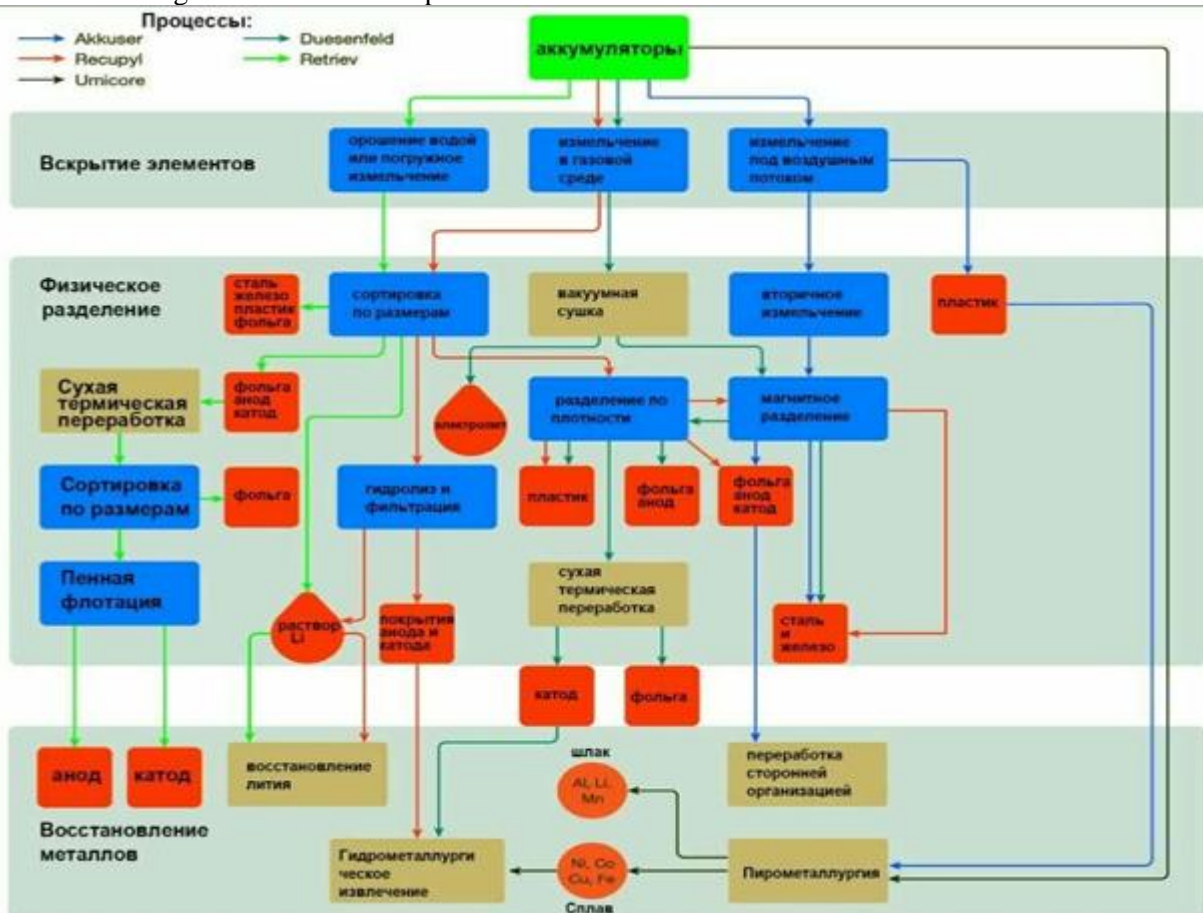 Процессы:
Akkuser
Duesenfeld
Recupyl
Retriev
Umicore
аккумуляторы
Вскрытие элементов
орошение водой
или погружное
измельчение
измельчение
в газовой
среде
измельчение
под воздушным
потоком
Физическое
разделение
сталь
железо
пластик
фольга
сортировка
по размерам
вакуумная
сушка
вторичное
измельчение
пластик
Сухая
термическая
переработка
фольга
анод
катод
электролит
разделение по
плотности
магнитное
разделение
Сортировка
по размерам
фольга
гидролиз и
фильтрация
пластик
фольга
анод
фольга
анод
катод
Пенная
флотация
раствор
Li
покрытия
анода и
катода
сухая
термическая
переработка
сталь
и
железо
катод
фольга
анод
катод
восстановление
лития
шлак
Al, Li,
Mn
переработка
сторонней
организацией
Восстановление
металлов
Гидрометаллурги
ческое
извлечение
Ni, Co
Cu, Fe
Сплав
Пирометаллургия